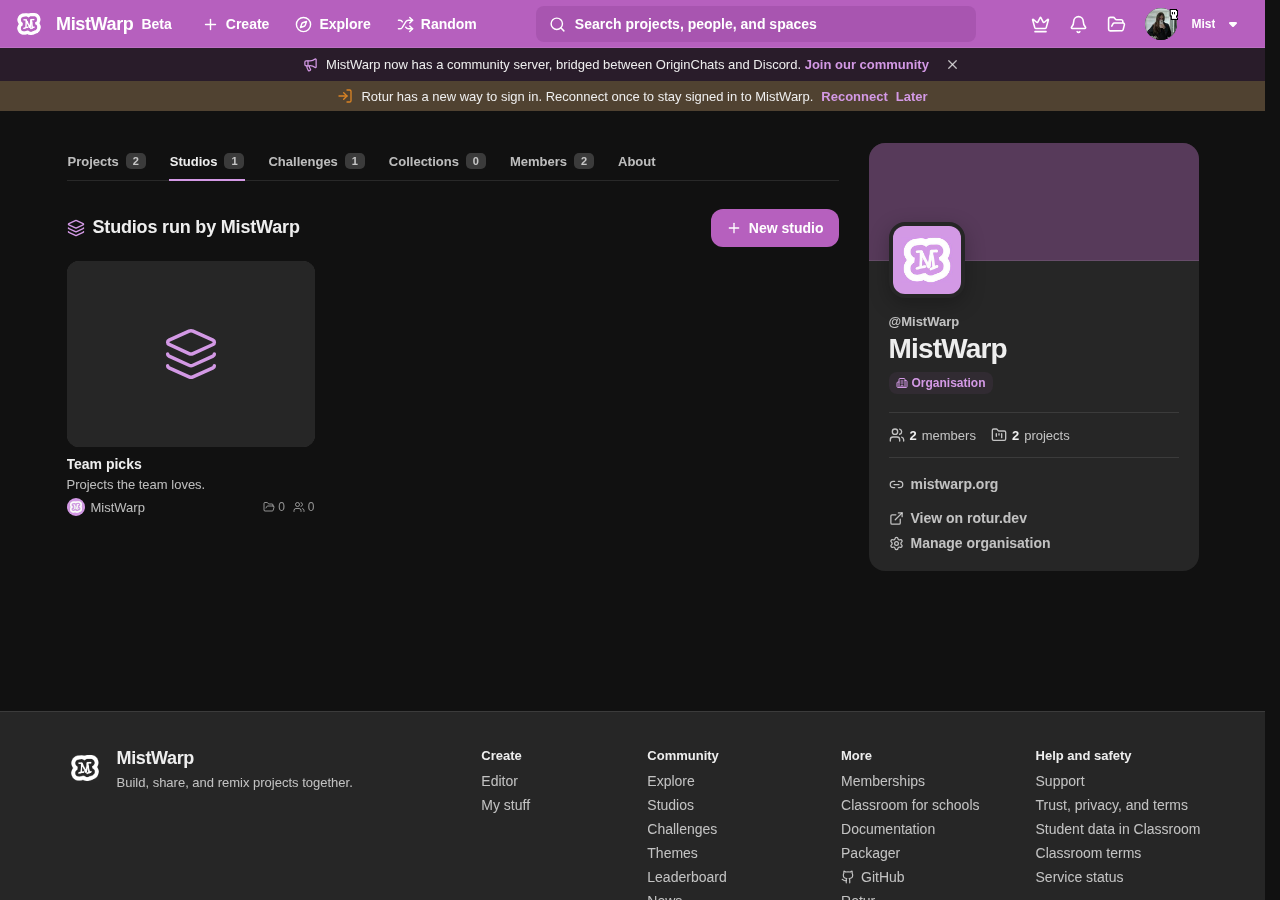 MistWarp Beta Create Explore Random Search projects, people, and spaces Mist
MistWarp now has a community server, bridged between OriginChats and Discord. Join our community
Rotur has a new way to sign in. Reconnect once to stay signed in to MistWarp. Reconnect Later
Projects 2 Studios 1 Challenges 1 Collections 0 Members 2 About
Studios run by MistWarp
New studio
Team picks
Projects the team loves.
MistWarp 0 0
@MistWarp
MistWarp
Organisation
2 members 2 projects
mistwarp.org
View on rotur.dev
Manage organisation
MistWarp
Build, share, and remix projects together.
Create
Editor
My stuff
Community
Explore
Studios
Challenges
Themes
Leaderboard
News
More
Memberships
Classroom for schools
Documentation
Packager
GitHub
Rotur
Help and safety
Support
Trust, privacy, and terms
Student data in Classroom
Classroom terms
Service status